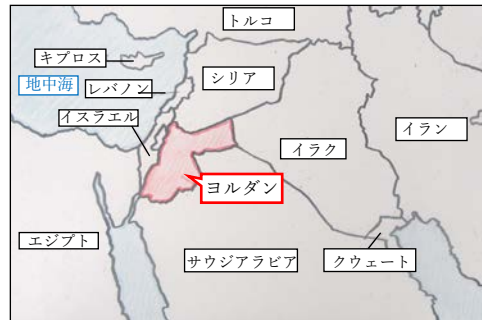 トルコ
キプロス
シリア
地中海
レバノン
イスラエル
イラン
イラク
ヨルダン
エジプト
サウジアラビア
クウェート